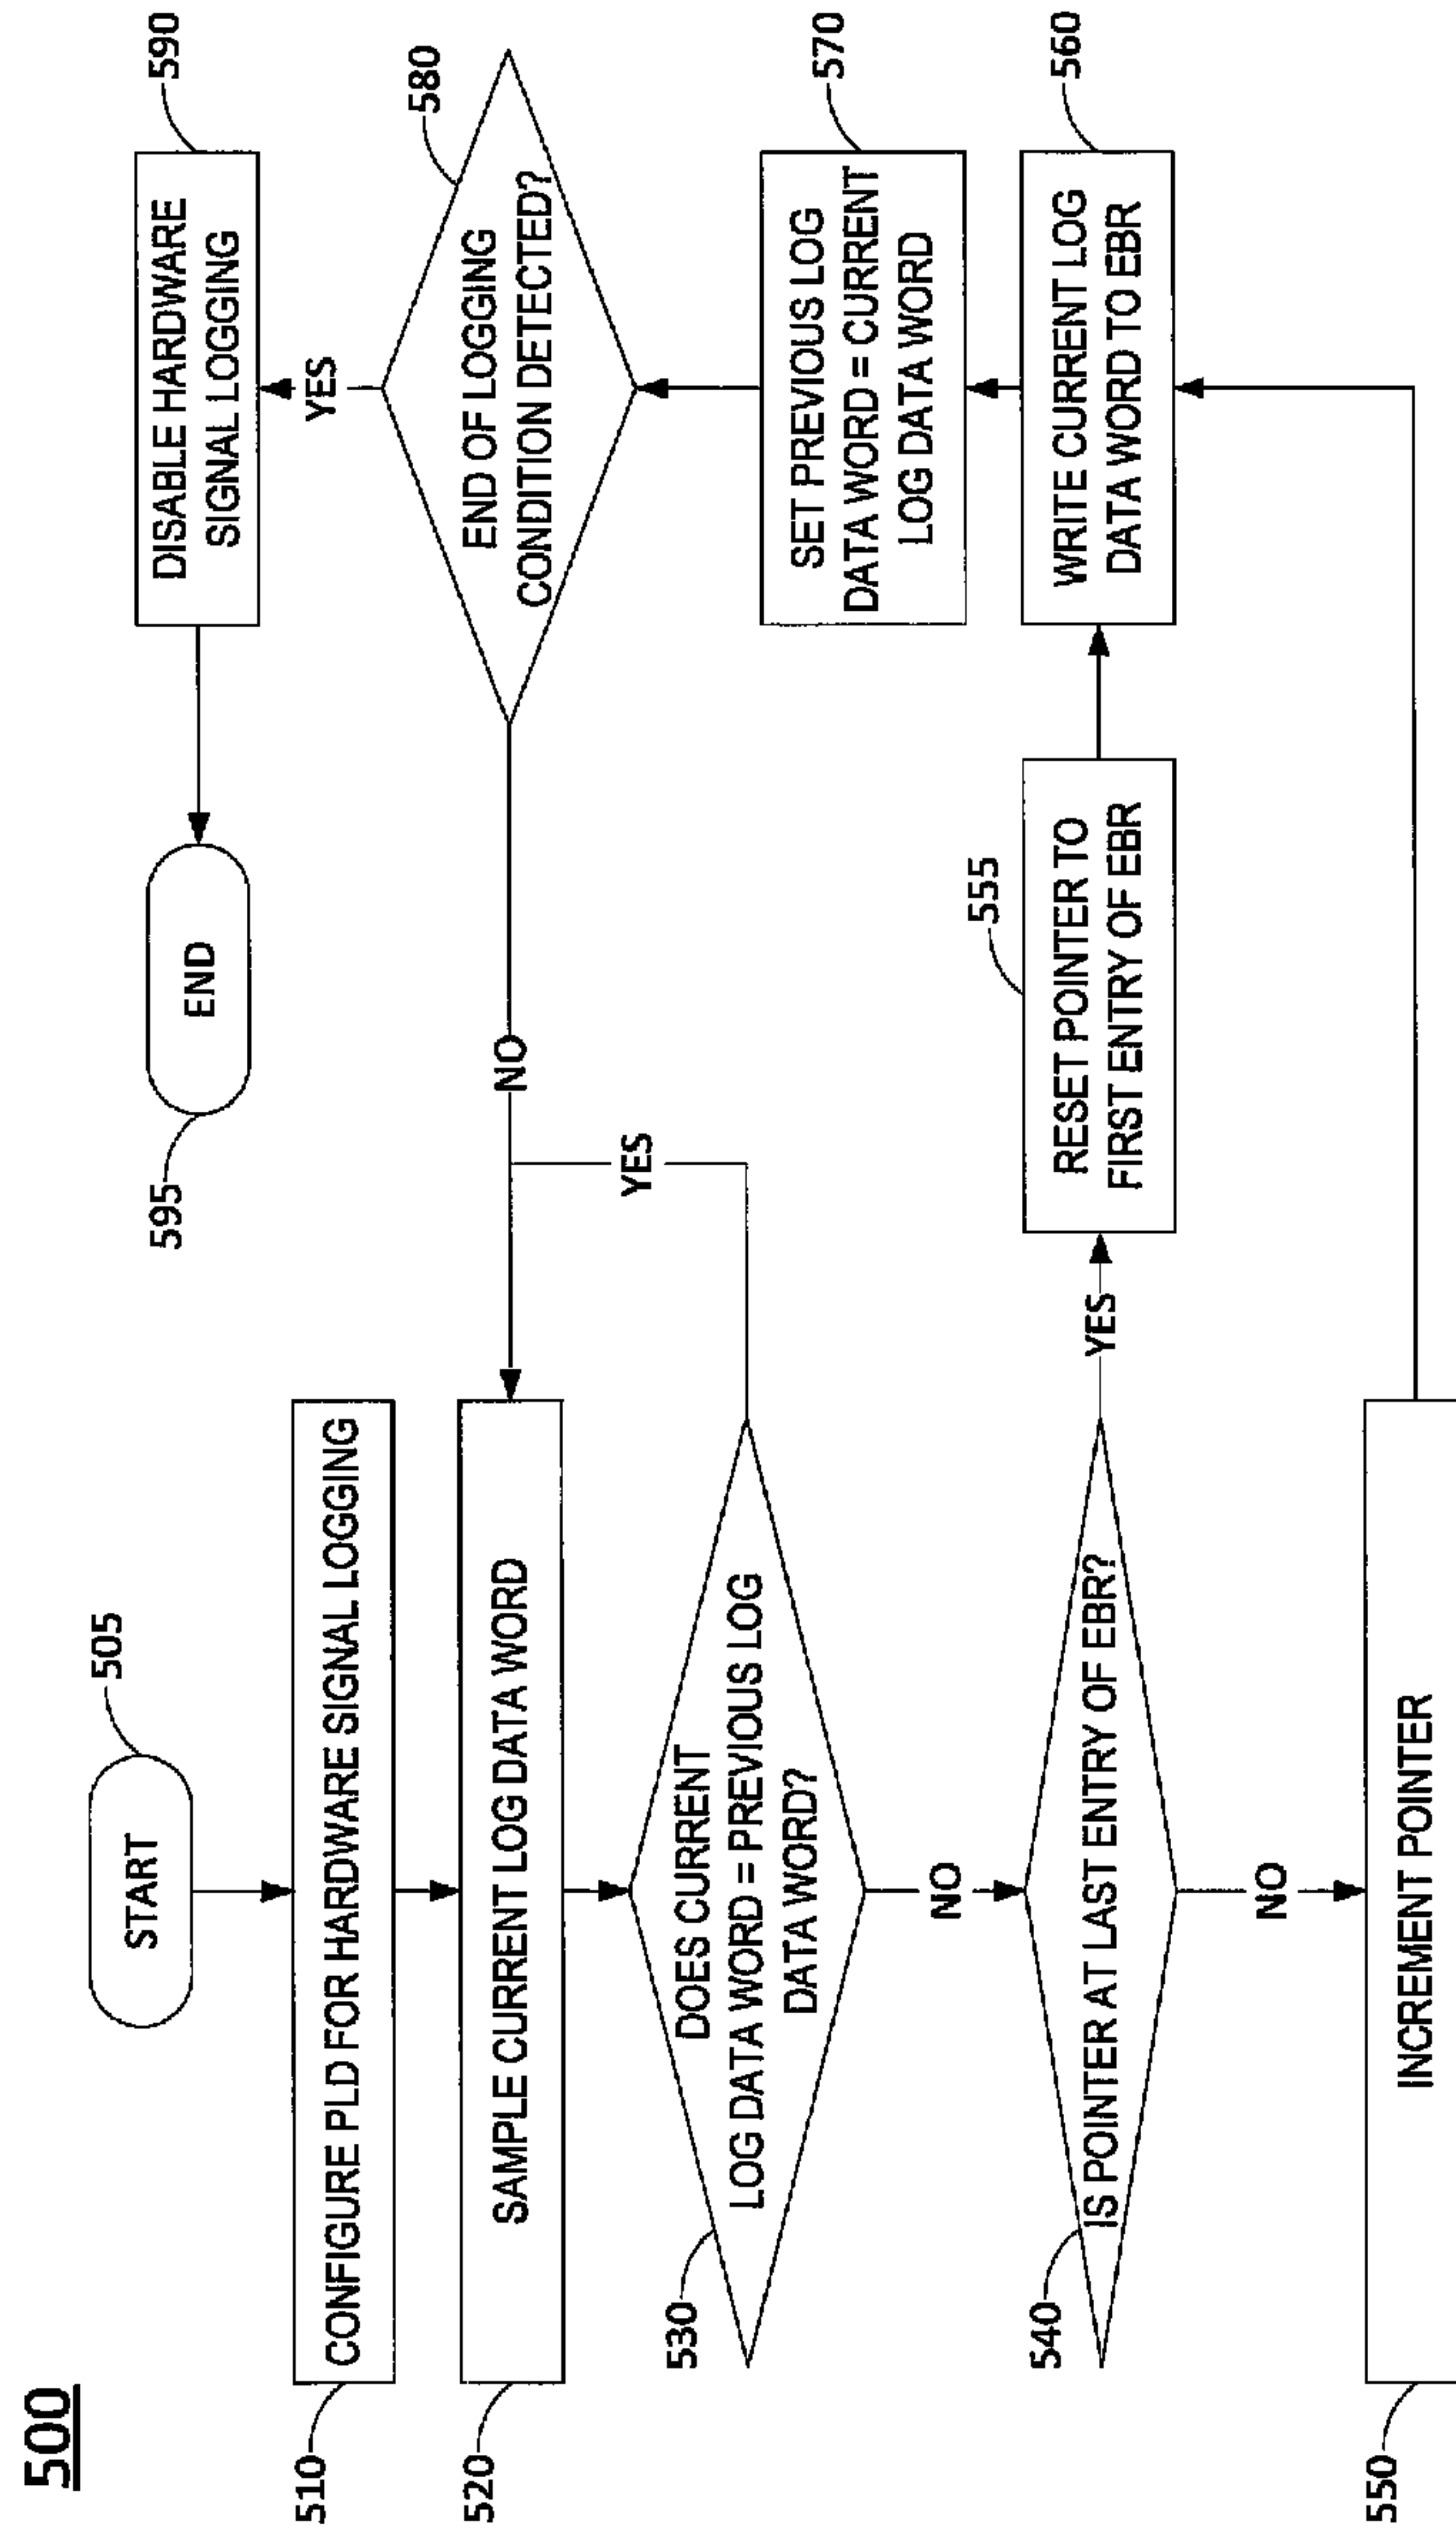 500
505
START
510
CONFIGURE PLD FOR HARDWARE SIGNAL LOGGING
520
SAMPLE CURRENT LOG DATA WORD
530
DOES CURRENT
LOG DATA WORD = PREVIOUS LOG
DATA WORD?
YES
NO
540
IS POINTER AT LAST ENTRY OF EBR?
YES
NO
550
INCREMENT POINTER
555
RESET POINTER TO
FIRST ENTRY OF EBR
560
WRITE CURRENT LOG
DATA WORD TO EBR
570
SET PREVIOUS LOG
DATA WORD = CURRENT
LOG DATA WORD
580
END OF LOGGING
CONDITION DETECTED?
NO
YES
590
DISABLE HARDWARE
SIGNAL LOGGING
595
END